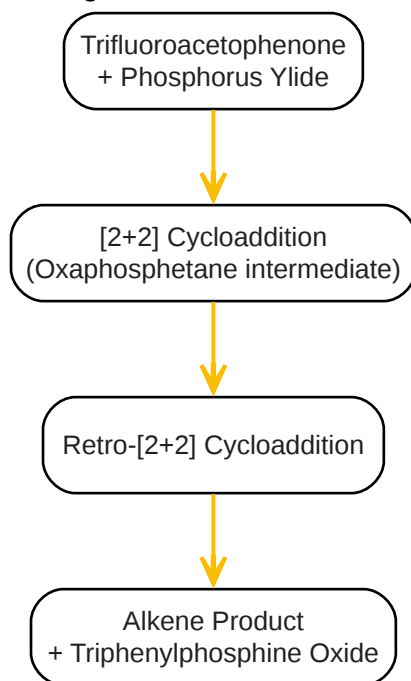 Trifluoroacetophenone
+ Phosphorus Ylide
[2+2] Cycloaddition
(Oxaphosphetane intermediate)
Retro-[2+2] Cycloaddition
Alkene Product
+ Triphenylphosphine Oxide